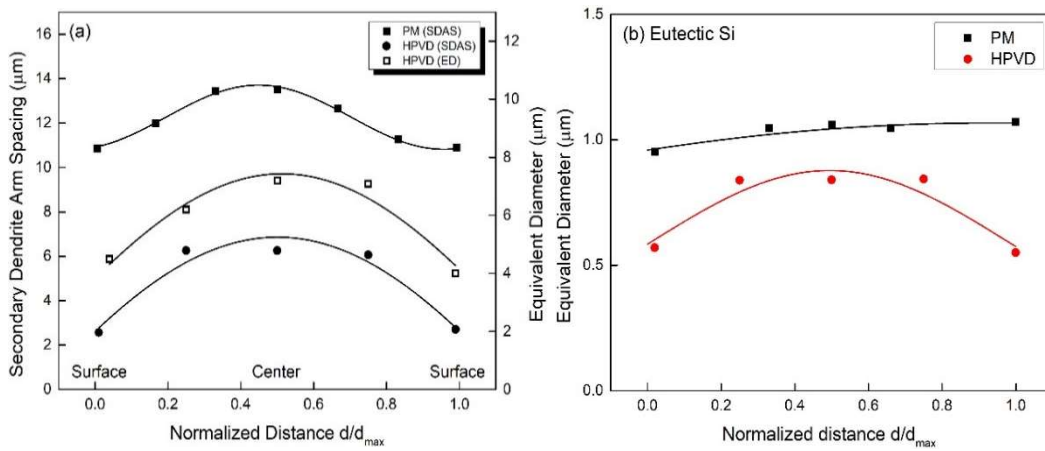 (a)
PM (SDAS)
HPVD (SDAS)
HPVD (ED)
Secondary Dendrite Arm Spacing (μm)
16
14
12
10
8
6
4
2
0
Equivalent Diameter (μm)
12
10
8
6
4
2
0
Surface Center Surface
0.0 0.2 0.4 0.6 0.8 1.0
Normalized Distance d/dmax
(b) Eutectic Si
PM
HPVD
Equivalent Diameter (μm)
1.5
1.0
0.5
0.0
0.0 0.2 0.4 0.6 0.8 1.0
Normalized distance d/dmax